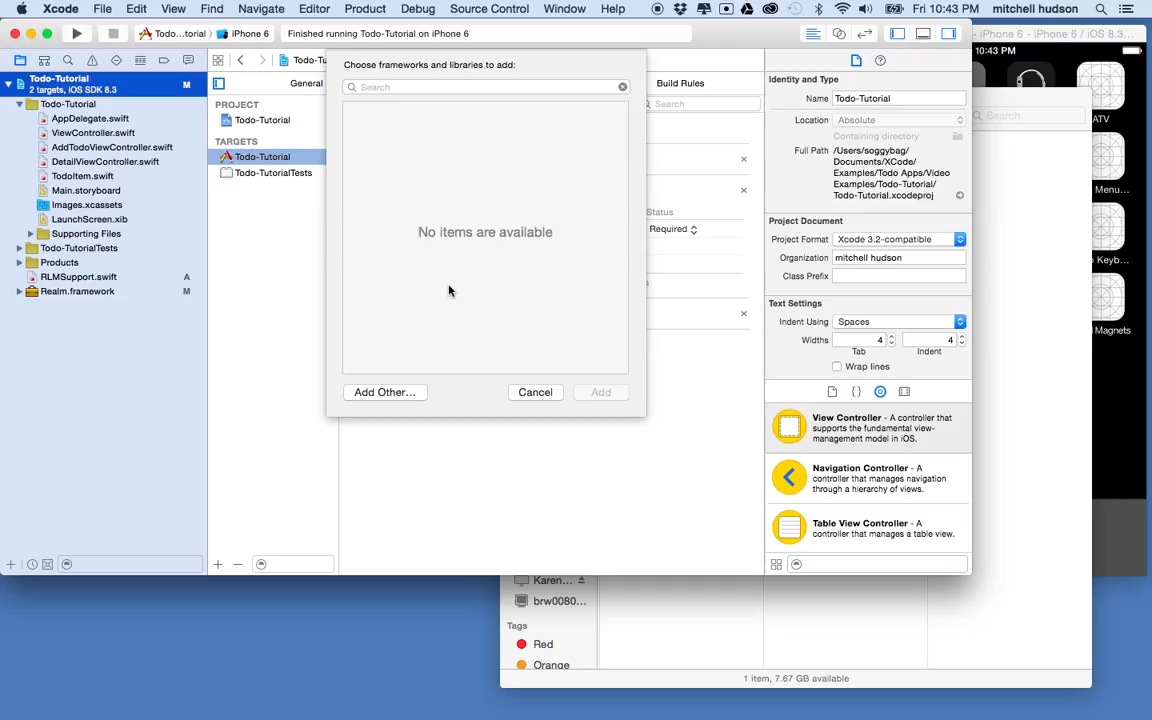 Xcode File Edit View Find Navigate Editor Product Debug Source Control Window Help Fri 10:43 PM mitchell hudson
Todo...torial iPhone 6 Finished running Todo-Tutorial on iPhone 6
- iPhone 6 - iPhone 6 / iOS 8.3...
10:43 PM
Todo-Tutorial
2 targets, iOS SDK 8.3
M
Todo-Tutorial
AppDelegate.swift
ViewController.swift
AddTodoViewController.swift
DetailViewController.swift
TodoItem.swift
Main.storyboard
Images.xcassets
LaunchScreen.xib
Supporting Files
Todo-TutorialTests
Products
RLMSupport.swift A
Realm.framework M
Todo-Tu
General
PROJECT
Todo-Tutorial
TARGETS
Todo-Tutorial
Todo-TutorialTests
Choose frameworks and libraries to add:
Search
No items are available
Add Other...
Cancel
Add
Build Rules
Search
Status
Required
Identity and Type
Name Todo-Tutorial
Location Absolute
Containing directory
Full Path /Users/soggybag/
Documents/XCode/
Examples/Todo Apps/Video
Examples/Todo-Tutorial/
Todo-Tutorial.xcodeproj
Project Document
Project Format Xcode 3.2-compatible
Organization mitchell hudson
Class Prefix
Text Settings
Indent Using Spaces
Widths 4 4
Tab Indent
Wrap lines
View Controller - A controller that
supports the fundamental view-
management model in iOS.
Navigation Controller - A
controller that manages navigation
through a hierarchy of views.
Table View Controller - A
controller that manages a table view.
Search
ATV
Menu...
Keyb...
Magnets
Karen...
brw0080...
Tags
Red
Orange
1 item, 7.67 GB available